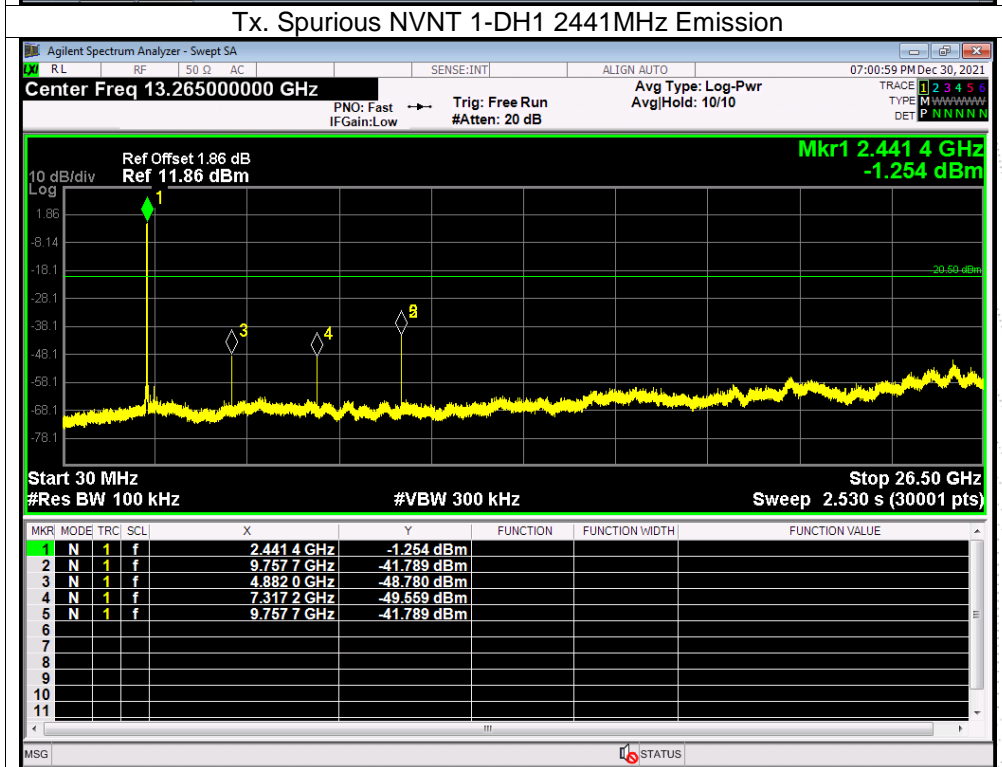 Tx. Spurious NVNT 1-DH1 2441MHz Emission
Agilent Spectrum Analyzer - Swept SA
LXI RL RF 50 Ω AC SENSE:INT ALIGN AUTO 07:00:59 PM Dec 30, 2021
Center Freq 13.265000000 GHz
PNO: Fast
IFGain:Low
Trig: Free Run
#Atten: 20 dB
Avg Type: Log-Pwr
Avg|Hold: 10/10
TRACE 1 2 3 4 5 6
TYPE M WWWWW
DET P N N N N N
Mkr1 2.441 4 GHz
-1.254 dBm
10 dB/div
Log
Ref Offset 1.86 dB
Ref 11.86 dBm
1.86
-8.14
-18.1
-28.1
-38.1
-48.1
-58.1
-68.1
-78.1
1
3
4
-20.50 dBm
Start 30 MHz
#Res BW 100 kHz
#VBW 300 kHz
Stop 26.50 GHz
Sweep 2.530 s (30001 pts)
MKR MODE TRC SCL X Y FUNCTION FUNCTION WIDTH FUNCTION VALUE
1 N 1 f 2.441 4 GHz -1.254 dBm
2 N 1 f 9.757 7 GHz -41.789 dBm
3 N 1 f 4.882 0 GHz -48.780 dBm
4 N 1 f 7.317 2 GHz -49.559 dBm
5 N 1 f 9.757 7 GHz -41.789 dBm
6
7
8
9
10
11
MSG STATUS